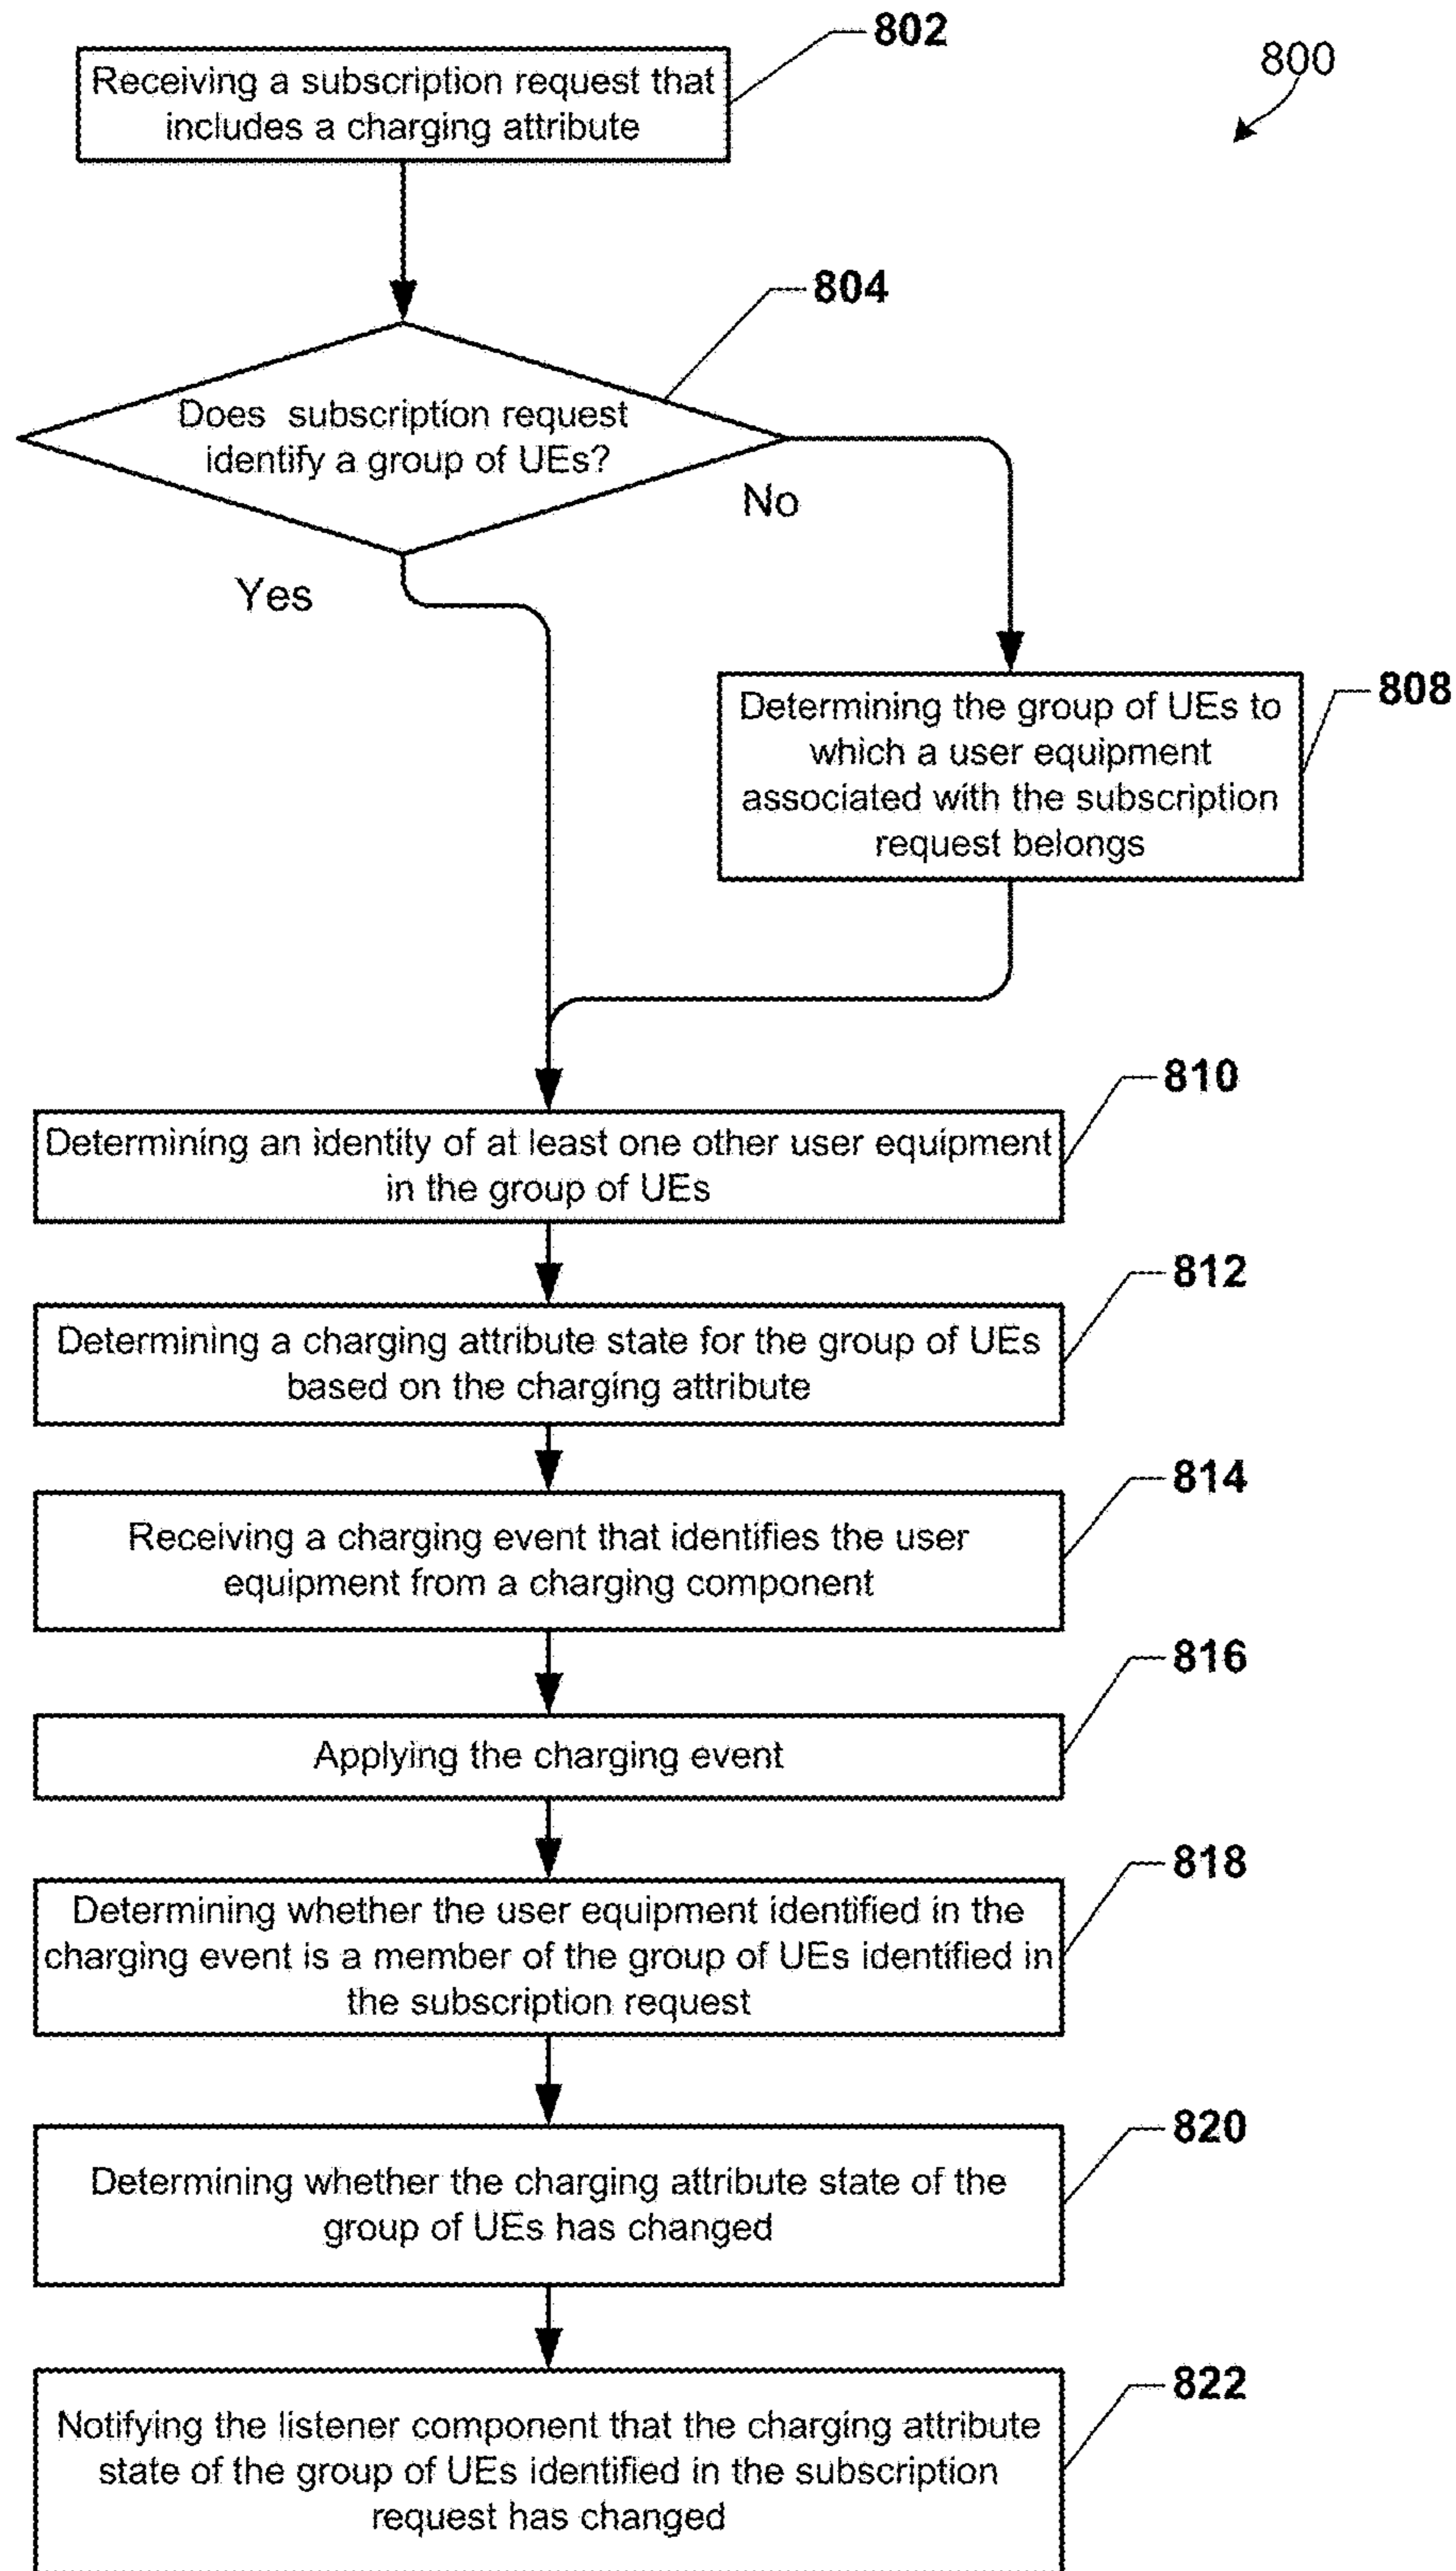 802
800
Receiving a subscription request that
includes a charging attribute
804
Does subscription request
identify a group of UEs?
No
Yes
808
Determining the group of UEs to
which a user equipment
associated with the subscription
request belongs
810
Determining an identity of at least one other user equipment
in the group of UEs
812
Determining a charging attribute state for the group of UEs
based on the charging attribute
814
Receiving a charging event that identifies the user
equipment from a charging component
816
Applying the charging event
818
Determining whether the user equipment identified in the
charging event is a member of the group of UEs identified in
the subscription request
820
Determining whether the charging attribute state of the
group of UEs has changed
822
Notifying the listener component that the charging attribute
state of the group of UEs identified in the subscription
request has changed